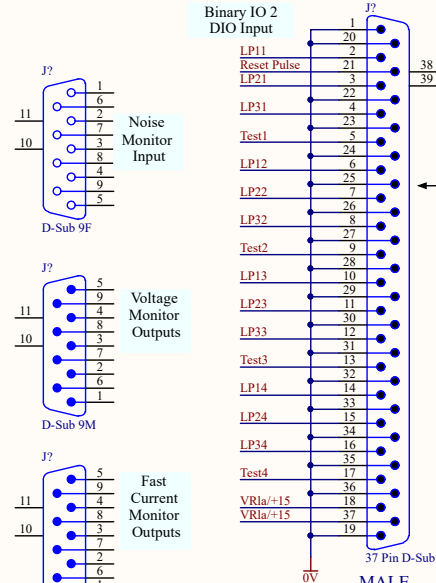 Binary IO 2
DIO Input
J?
1
20
LP11
2
Reset Pulse
21
38
LP21
3
39
22
LP31
4
23
Test1
5
24
LP12
6
25
LP22
7
26
LP32
8
27
Test2
9
28
LP13
10
29
LP23
11
30
LP33
12
31
Test3
13
32
LP14
14
33
LP24
15
34
LP34
16
35
Test4
17
36
VRla/+15
18
VRla/+15
37
19
0V
37 Pin D-Sub
MALE
J?
1
6
11
2
7
10
3
8
4
9
5
D-Sub 9F
Noise
Monitor
Input
J?
5
9
11
4
8
10
3
7
2
6
1
D-Sub 9M
Voltage
Monitor
Outputs
J?
5
9
11
4
8
10
3
7
2
6
1
Fast
Current
Monitor
Outputs